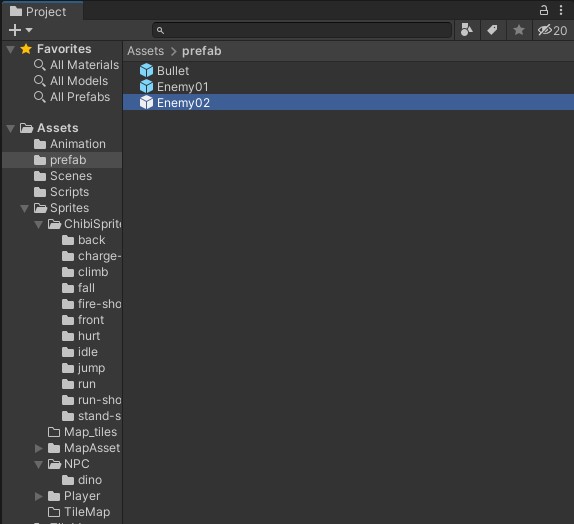 Project
20
Favorites
All Materials
All Models
All Prefabs
Assets
Animation
prefab
Scenes
Scripts
Sprites
ChibiSprit
back
charge-
climb
fall
fire-sho
front
hurt
idle
jump
run
run-sho
stand-s
Map_tiles
MapAsset
NPC
dino
Player
TileMap
Assets > prefab
Bullet
Enemy01
Enemy02